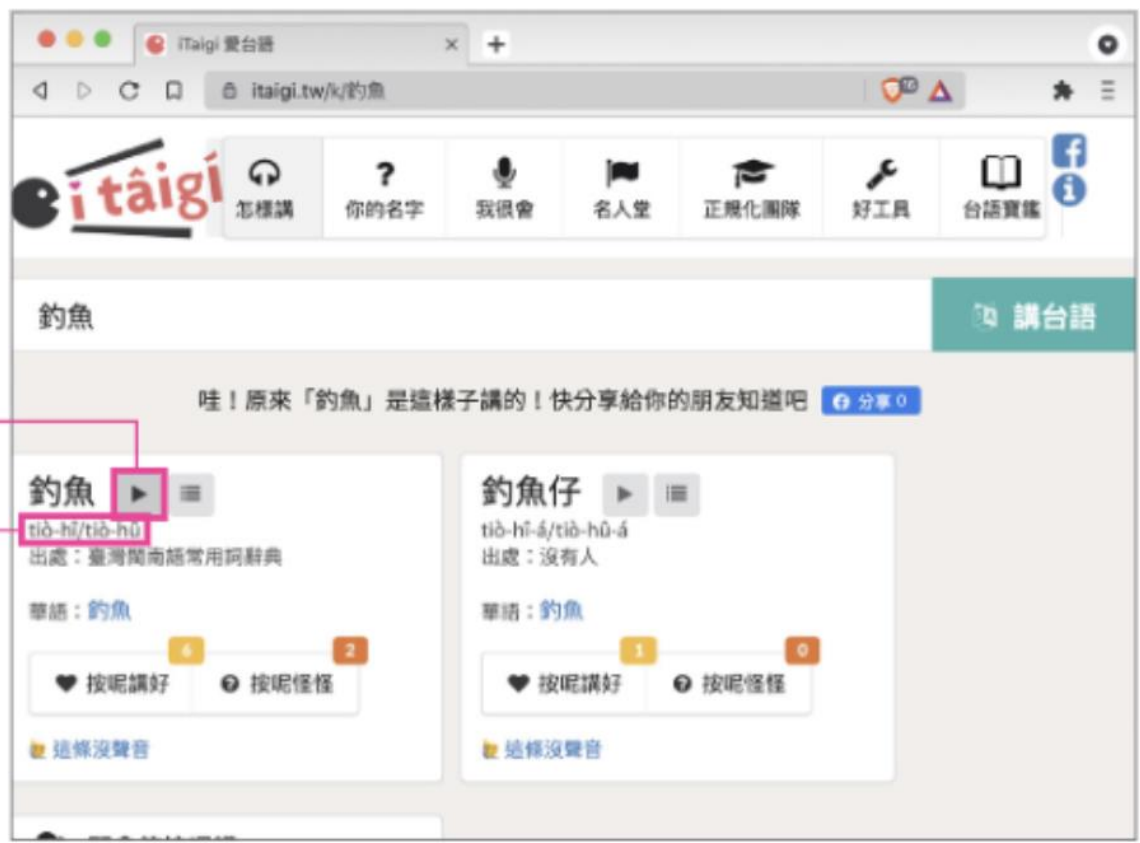 iTaigi 愛台語
itaigi.tw/k/釣魚
i tâigí
怎樣講
? 你的名字
我很會
名人堂
正規化團隊
好工具
台語寶鑑
釣魚
講台語
哇！原來「釣魚」是這樣子講的！快分享給你的朋友知道吧
分享 0
釣魚
tiò-hî/tiò-hû
出處：臺灣閩南語常用詞辭典
華語：釣魚
6
2
按呢講好
按呢怪怪
這條沒聲音
釣魚仔
tiò-hî-á/tiò-hû-á
出處：沒有人
華語：釣魚
1
0
按呢講好
按呢怪怪
這條沒聲音